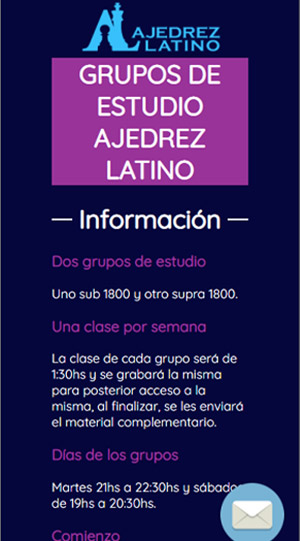 AJEDREZ
LATINO
GRUPOS DE
ESTUDIO
AJEDREZ
LATINO
Información
Dos grupos de estudio
Uno sub 1800 y otro supra 1800.
Una clase por semana
La clase de cada grupo será de
1:30hs y se grabará la misma
para posterior acceso a la
misma, al finalizar, se les enviará
el material complementario.
Días de los grupos
Martes 21hs a 22:30hs y sábados
de 19hs a 20:30hs.
Comienzo